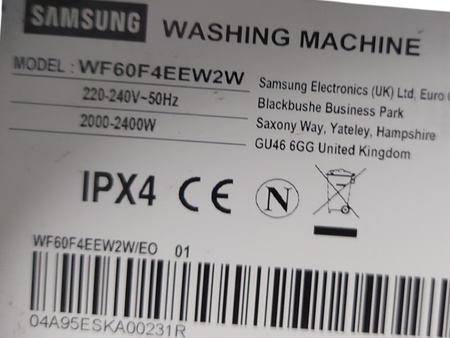 SAMSUNG WASHING MACHINE
MODEL : WF60F4EEW2W
220-240V~50Hz
2000-2400W
Samsung Electronics (UK) Ltd, Euro
Blackbushe Business Park
Saxony Way, Yateley, Hampshire
GU46 6GG United Kingdom
IPX4 CE N
WF60F4EEW2W/EO 01
04A95ESKA00231R